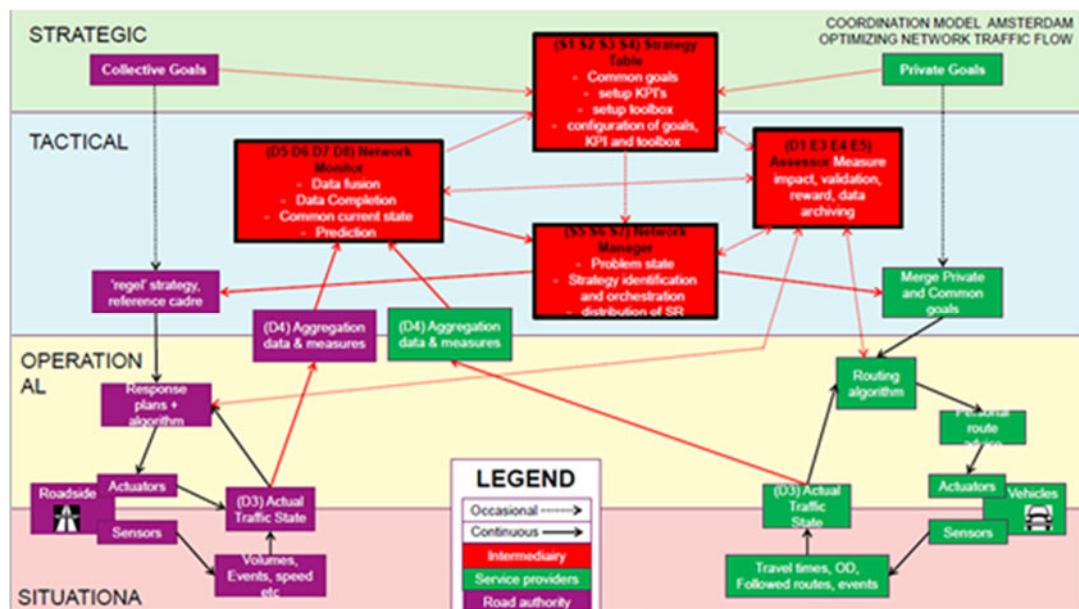 STRATEGIC
COORDINATION MODEL AMSTERDAM
OPTIMIZING NETWORK TRAFFIC FLOW
Collective Goals
(S1 S2 S3 S4) Strategy
Table
- Common goals
- setup KPI's
- setup toolbox
- configuration of goals,
KPI and toolbox
Private Goals
TACTICAL
(D5 D6 D7 D8) Network
Monitor
- Data fusion
- Data Completion
- Common current state
- Prediction
(D1 E3 E4 E5)
Assessor Measure
impact, validation,
reward, data
archiving
(S5 S6 S7) Network
Manager
- Problem state
- Strategy identification
and orchestration
- distribution of SR
'regel' strategy,
reference cadre
Merge Private
and Common
goals
(D4) Aggregation
data & measures
(D4) Aggregation
data & measures
OPERATION
AL
Response
plans +
algorithm
Routing
algorithm
Personal
route
Actuators
Roadside
(D3) Actual
Traffic State
Sensors
Volumes,
Events, speed
etc
LEGEND
Occasional
Continuous
Intermediairy
Service providers
Road authority
(D3) Actual
Traffic
State
Actuators
Vehicles
Sensors
Travel times, OD,
Followed routes, events
SITUATIONA